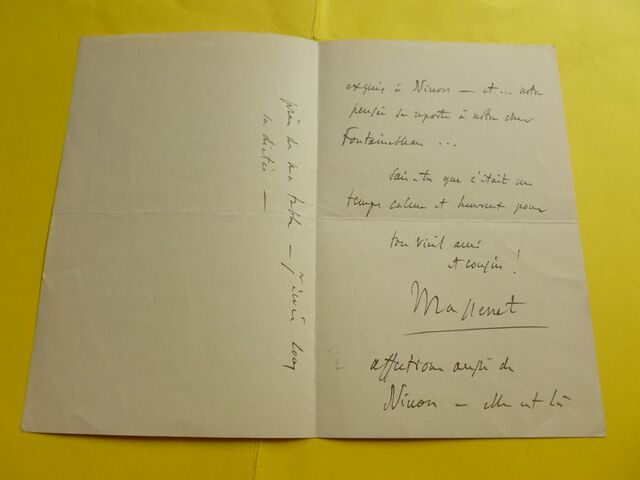 exquis à Ninon — et... notre
pensée se reporte à notre cher
Fontainebleau ...
Sais-tu que c'était un
temps calme et heureux pour
ton vieil ami
et cousin !
Massenet
affections aussi de
Ninon — elle est là
près de ma table — j'écris sous
sa dictée —